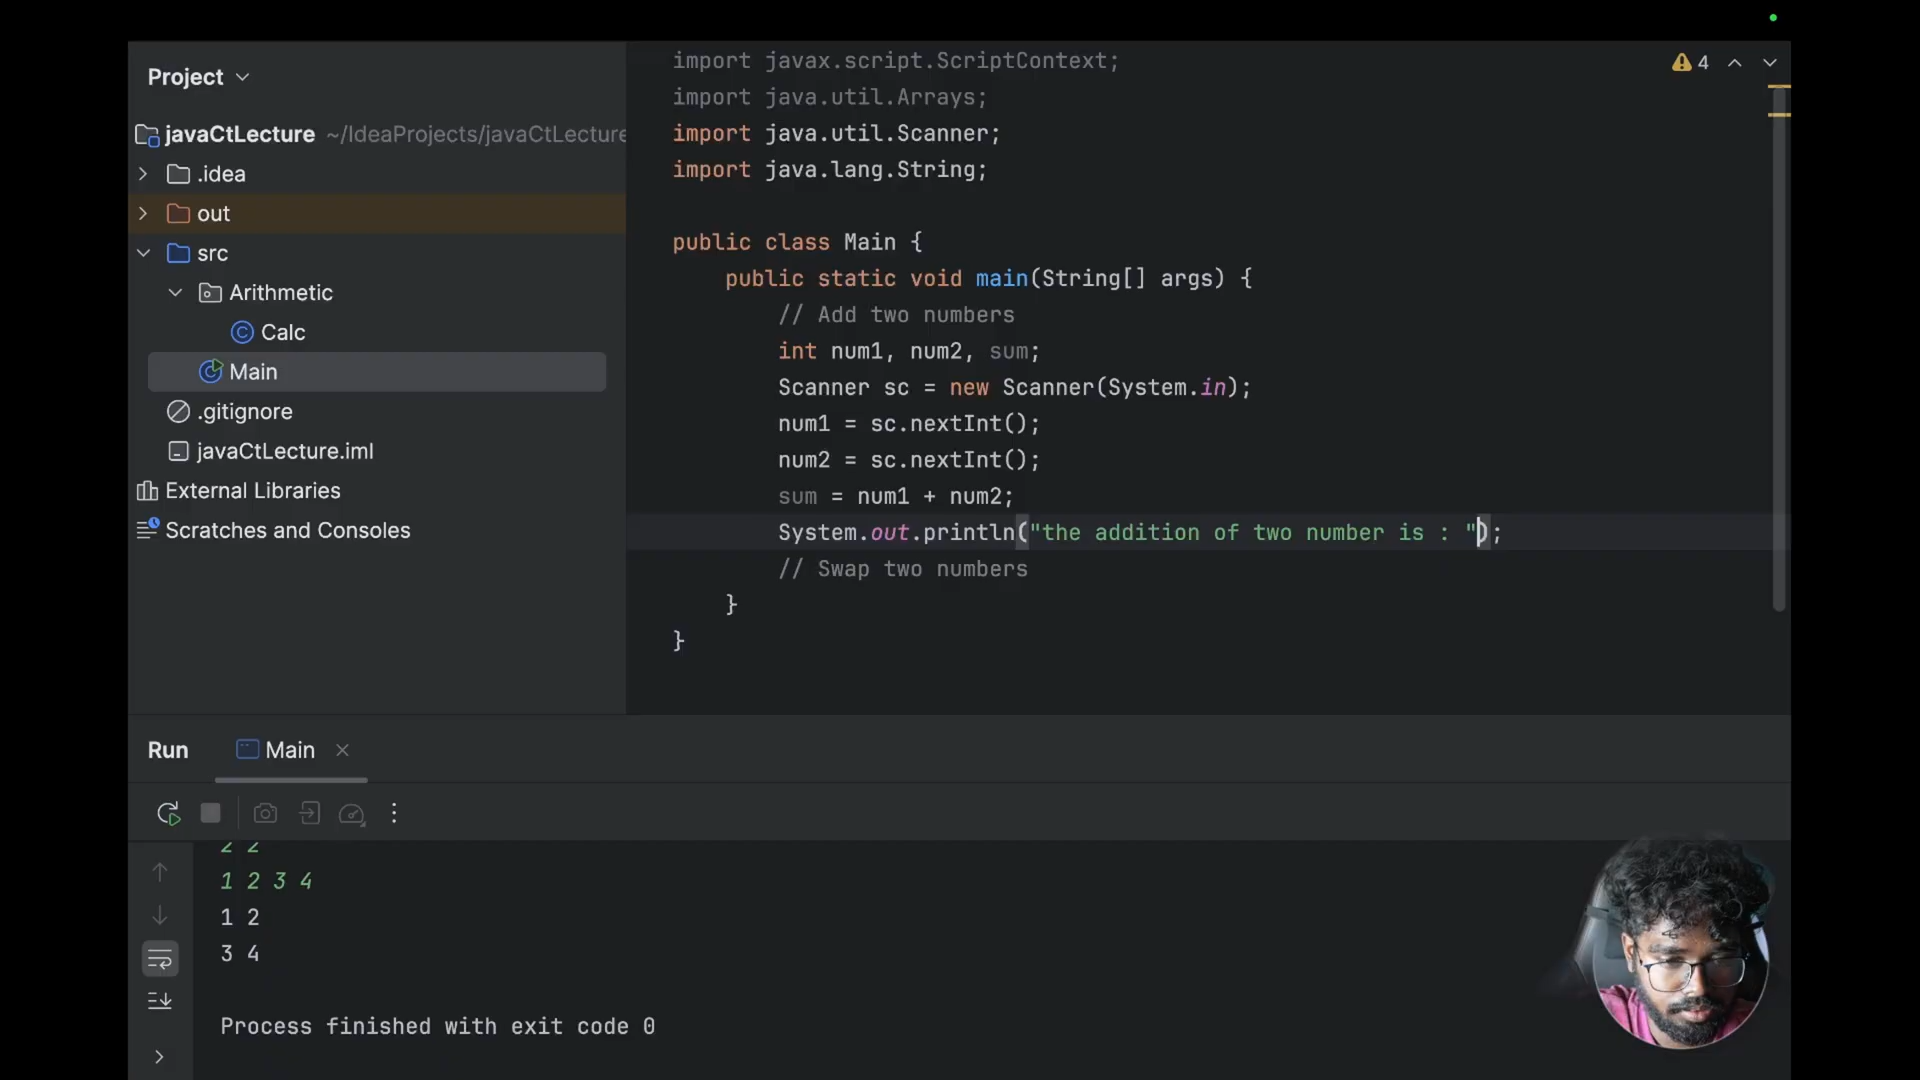 Project
javaCtLecture ~/IdeaProjects/javaCtLecture
.idea
out
src
Arithmetic
Calc
Main
.gitignore
javaCtLecture.iml
External Libraries
Scratches and Consoles
import javax.script.ScriptContext;
import java.util.Arrays;
import java.util.Scanner;
import java.lang.String;
public class Main {
public static void main(String[] args) {
// Add two numbers
int num1, num2, sum;
Scanner sc = new Scanner(System.in);
num1 = sc.nextInt();
num2 = sc.nextInt();
sum = num1 + num2;
System.out.println("the addition of two number is : ");
// Swap two numbers
}
}
4
Run Main
2 2
1 2 3 4
1 2
3 4
Process finished with exit code 0